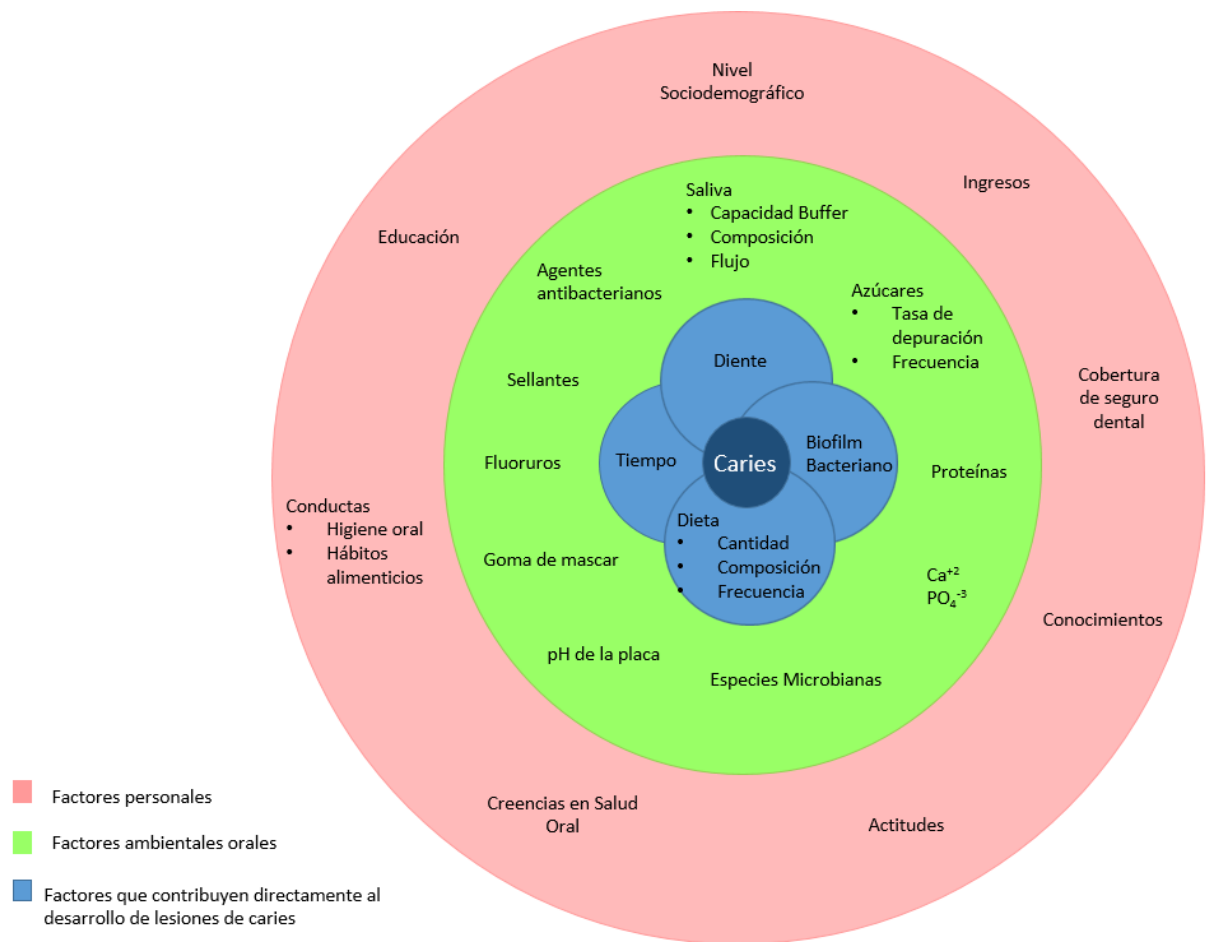 Nivel
Sociodemográfico
Ingresos
Educación
Cobertura
de seguro
dental
Conductas
• Higiene oral
• Hábitos
alimenticios
Conocimientos
Creencias en Salud
Oral
Actitudes
Saliva
• Capacidad Buffer
• Composición
• Flujo
Agentes
antibacterianos
Azúcares
• Tasa de
depuración
• Frecuencia
Sellantes
Fluoruros
Proteínas
Goma de mascar
Ca⁺²
PO₄⁻³
pH de la placa
Especies Microbianas
Diente
Tiempo
Caries
Biofilm
Bacteriano
Dieta
• Cantidad
• Composición
• Frecuencia
Factores personales
Factores ambientales orales
Factores que contribuyen directamente al
desarrollo de lesiones de caries